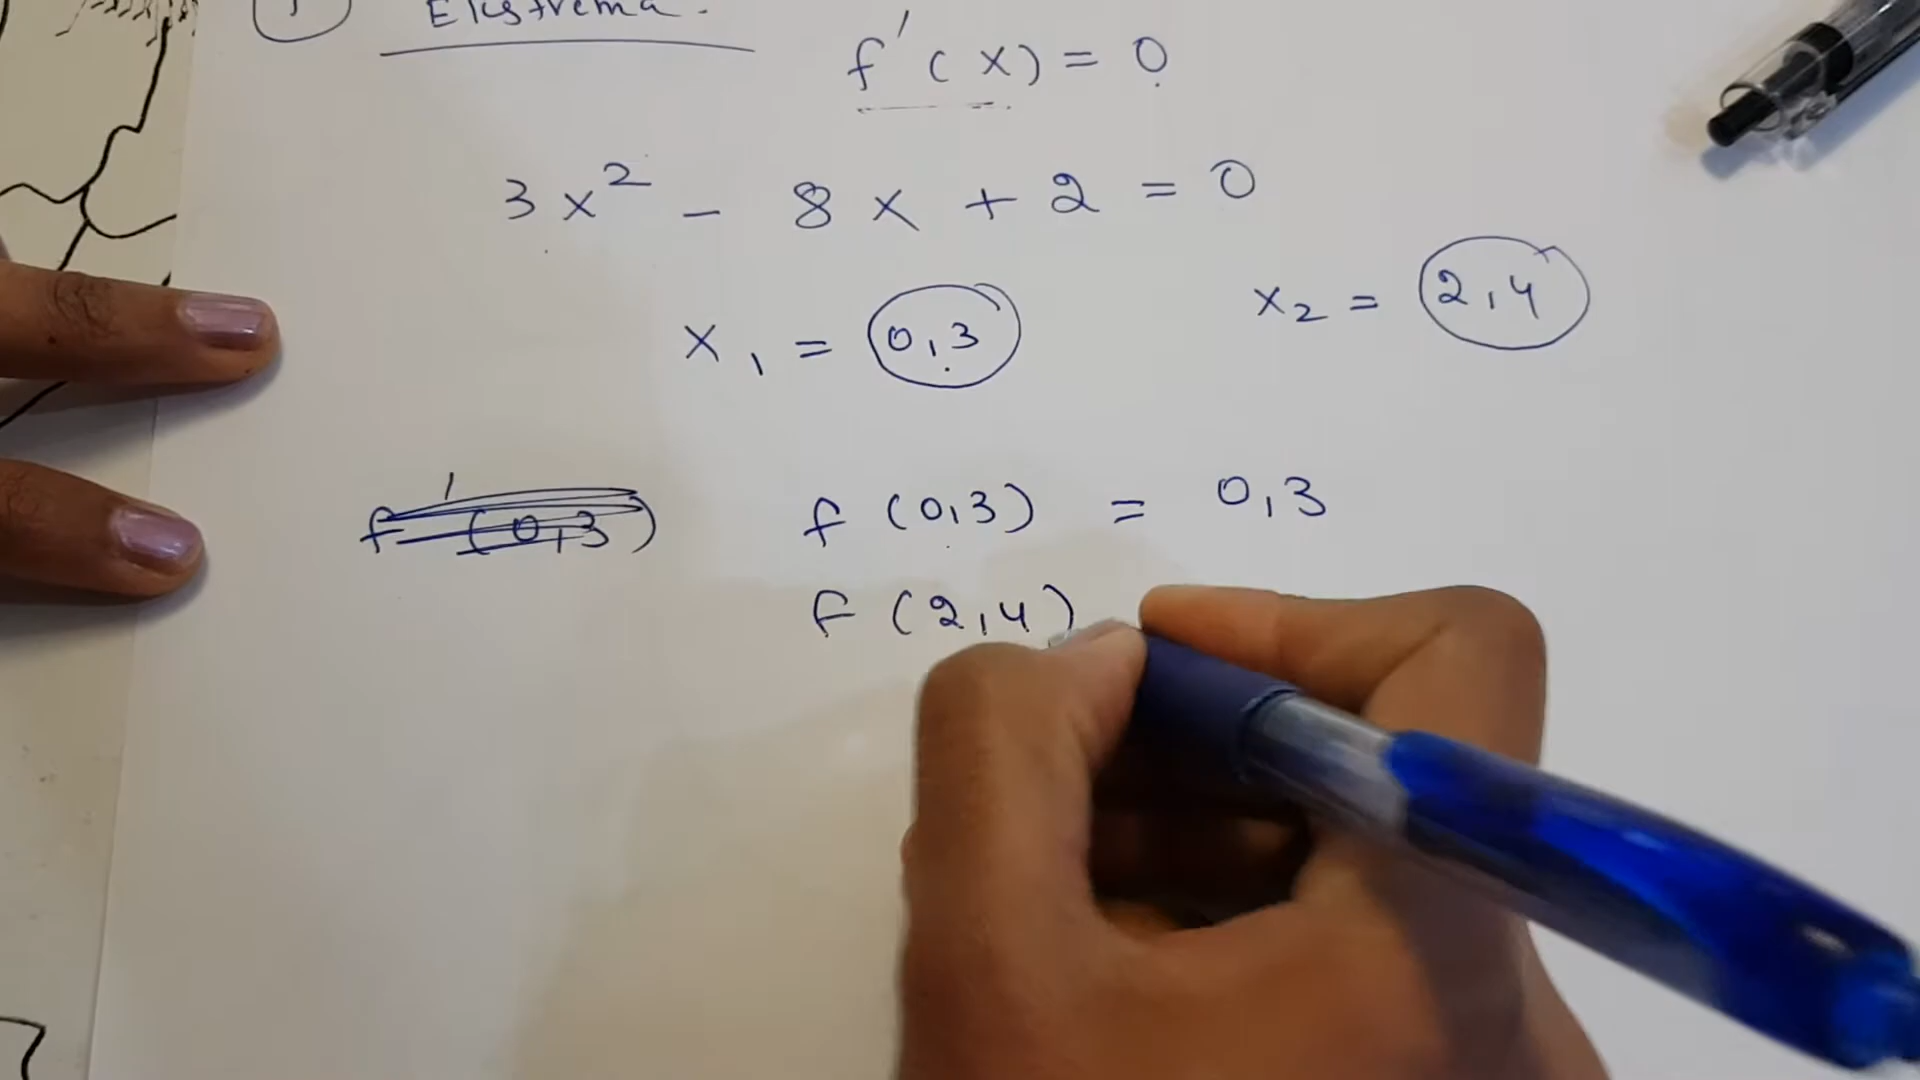 1 Ekstrema.
f'(x) = 0
3x² - 8x + 2 = 0
x₁ = 0,3 x₂ = 2,4
f'(0,3) f(0,3) = 0,3
f(2,4)